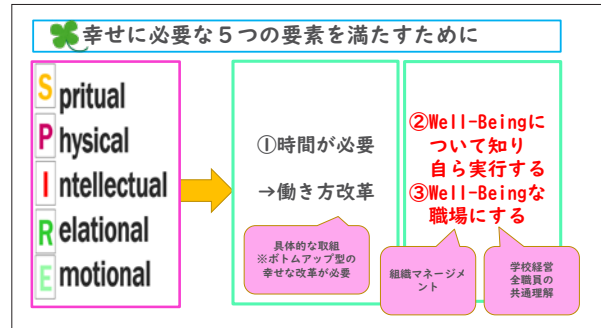 幸せに必要な５つの要素を満たすために
Spritual
Physical
Intellectual
Relational
Emotional
①時間が必要
→働き方改革
具体的な取組
※ボトムアップ型の
幸せな改革が必要
②Well-Beingに
ついて知り
自ら実行する
③Well-Beingな
職場にする
組織マネージメ
ント
学校経営
全職員の
共通理解